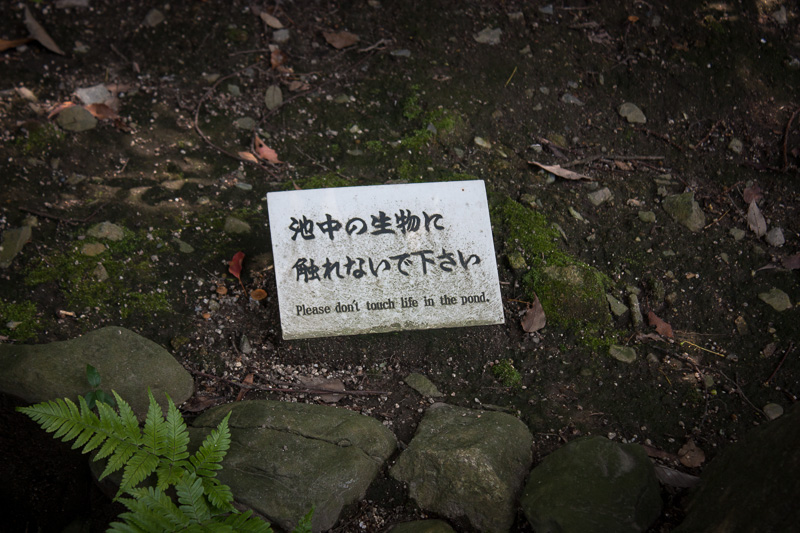 池中の生物に
触れないで下さい
Please don't touch life in the pond.